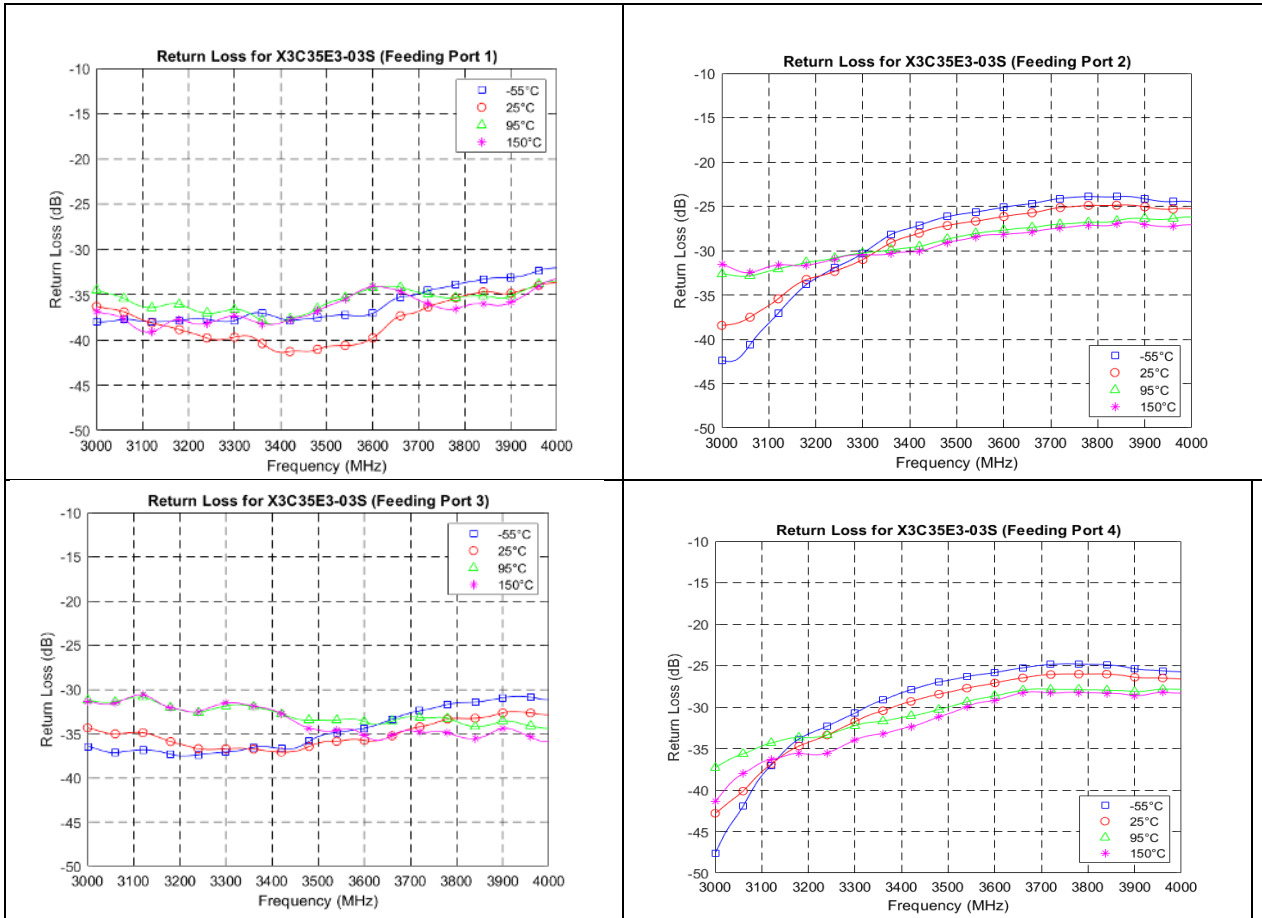 Return Loss for X3C35E3-03S (Feeding Port 1)
Return Loss (dB)
-10
-15
-20
-25
-30
-35
-40
-45
-50
-55°C
25°C
95°C
150°C
3000 3100 3200 3300 3400 3500 3600 3700 3800 3900 4000
Frequency (MHz)
Return Loss for X3C35E3-03S (Feeding Port 2)
Return Loss (dB)
-10
-15
-20
-25
-30
-35
-40
-45
-50
-55°C
25°C
95°C
150°C
3000 3100 3200 3300 3400 3500 3600 3700 3800 3900 4000
Frequency (MHz)
Return Loss for X3C35E3-03S (Feeding Port 3)
Return Loss (dB)
-10
-15
-20
-25
-30
-35
-40
-45
-50
-55°C
25°C
95°C
150°C
3000 3100 3200 3300 3400 3500 3600 3700 3800 3900 4000
Frequency (MHz)
Return Loss for X3C35E3-03S (Feeding Port 4)
Return Loss (dB)
-10
-15
-20
-25
-30
-35
-40
-45
-50
-55°C
25°C
95°C
150°C
3000 3100 3200 3300 3400 3500 3600 3700 3800 3900 4000
Frequency (MHz)